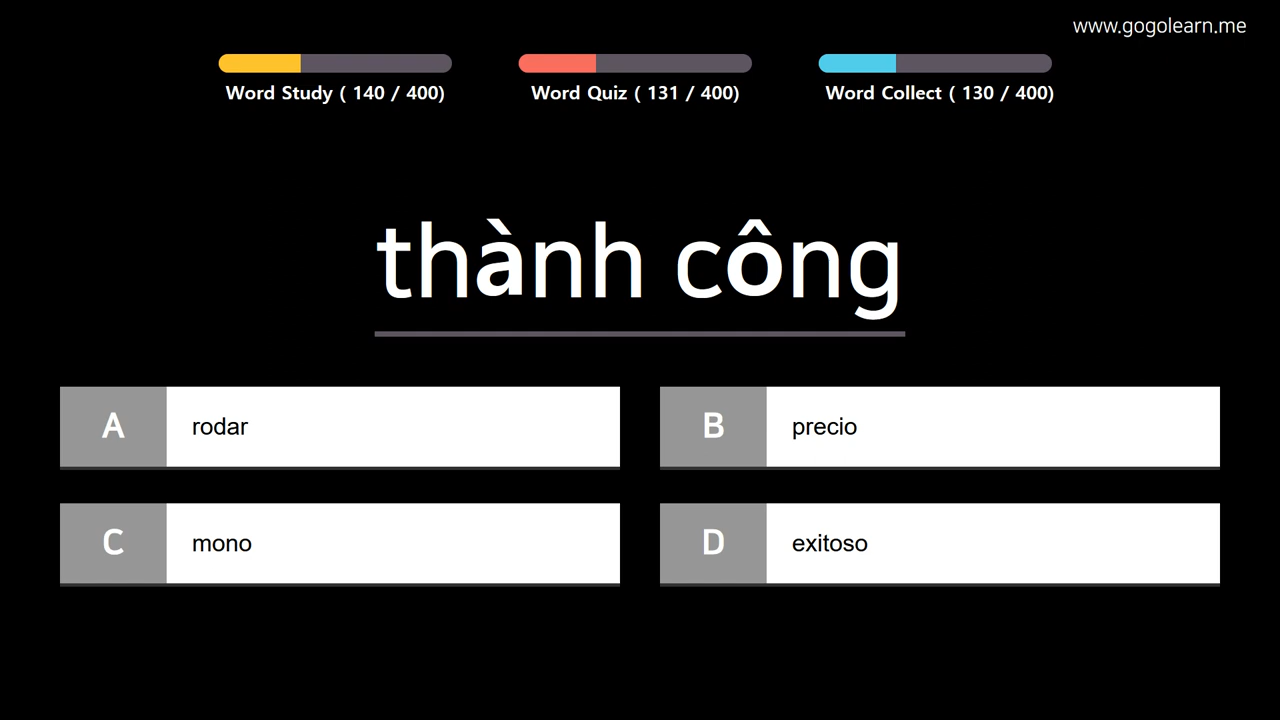 www.gogolearn.me
Word Study ( 140 / 400)
Word Quiz ( 131 / 400)
Word Collect ( 130 / 400)
thành công
A rodar
B precio
C mono
D exitoso